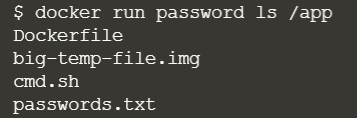 $ docker run password ls /app
Dockerfile
big-temp-file.img
cmd.sh
passwords.txt